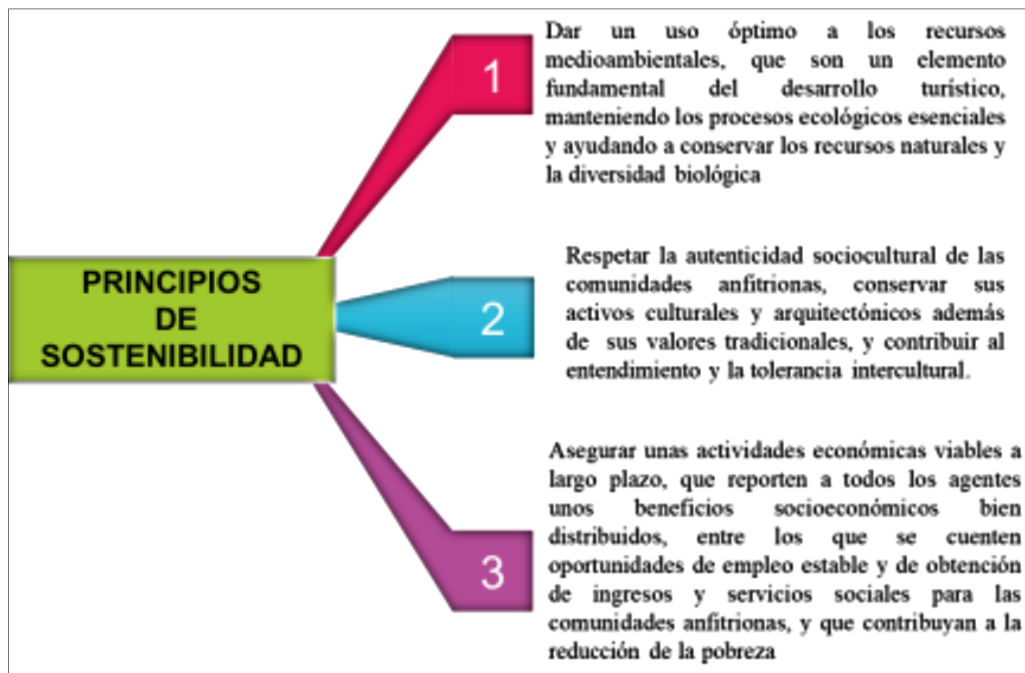 PRINCIPIOS
DE
SOSTENIBILIDAD
1
Dar un uso óptimo a los recursos
medioambientales, que son un elemento
fundamental del desarrollo turístico,
manteniendo los procesos ecológicos esenciales
y ayudando a conservar los recursos naturales y
la diversidad biológica
2
Respetar la autenticidad sociocultural de las
comunidades anfitrionas, conservar sus
activos culturales y arquitectónicos además
de sus valores tradicionales, y contribuir al
entendimiento y la tolerancia intercultural.
3
Asegurar unas actividades económicas viables a
largo plazo, que reporten a todos los agentes
unos beneficios socioeconómicos bien
distribuidos, entre los que se cuenten
oportunidades de empleo estable y de obtención
de ingresos y servicios sociales para las
comunidades anfitrionas, y que contribuyan a la
reducción de la pobreza